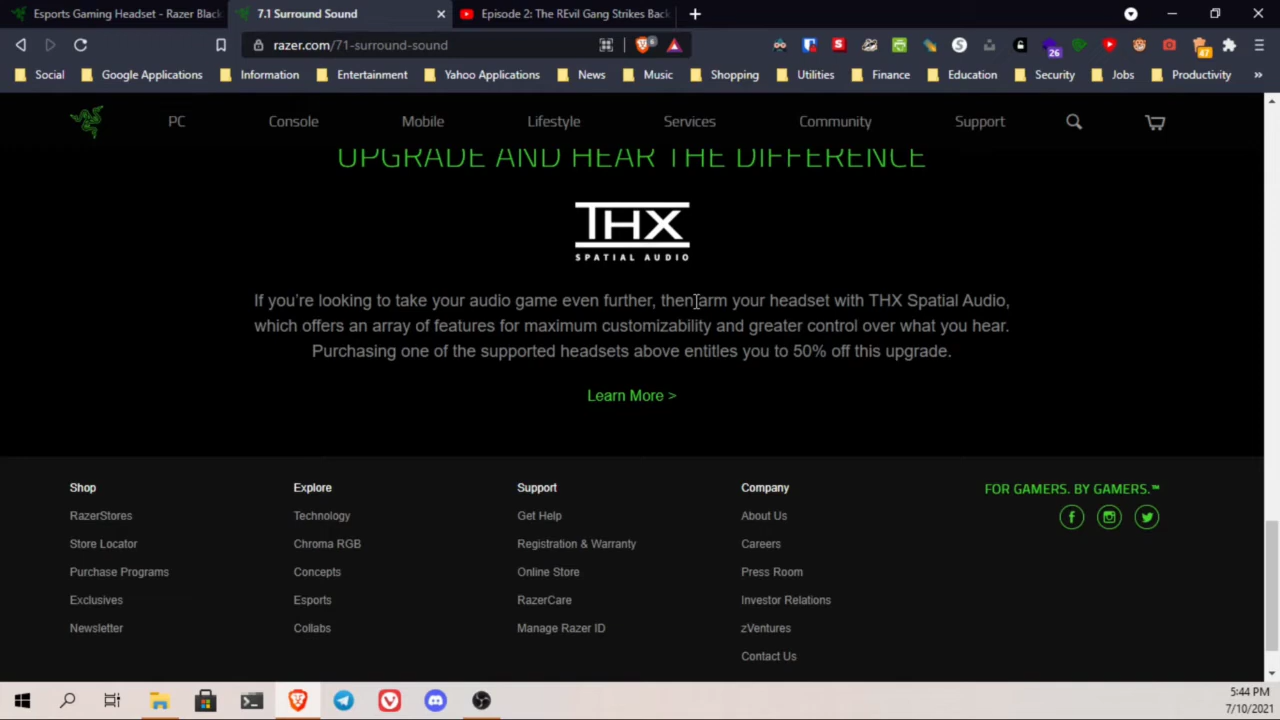 Esports Gaming Headset - Razer Black
7.1 Surround Sound
Episode 2: The REvil Gang Strikes Back
razer.com/71-surround-sound
26
47
Social
Google Applications
Information
Entertainment
Yahoo Applications
News
Music
Shopping
Utilities
Finance
Education
Security
Jobs
Productivity
PC
Console
Mobile
Lifestyle
Services
Community
Support
UPGRADE AND HEAR THE DIFFERENCE
THX
SPATIAL AUDIO
If you're looking to take your audio game even further, then arm your headset with THX Spatial Audio,
which offers an array of features for maximum customizability and greater control over what you hear.
Purchasing one of the supported headsets above entitles you to 50% off this upgrade.
Learn More >
Shop
RazerStores
Store Locator
Purchase Programs
Exclusives
Newsletter
Explore
Technology
Chroma RGB
Concepts
Esports
Collabs
Support
Get Help
Registration & Warranty
Online Store
RazerCare
Manage Razer ID
Company
About Us
Careers
Press Room
Investor Relations
zVentures
Contact Us
FOR GAMERS. BY GAMERS.™
5:44 PM
7/10/2021